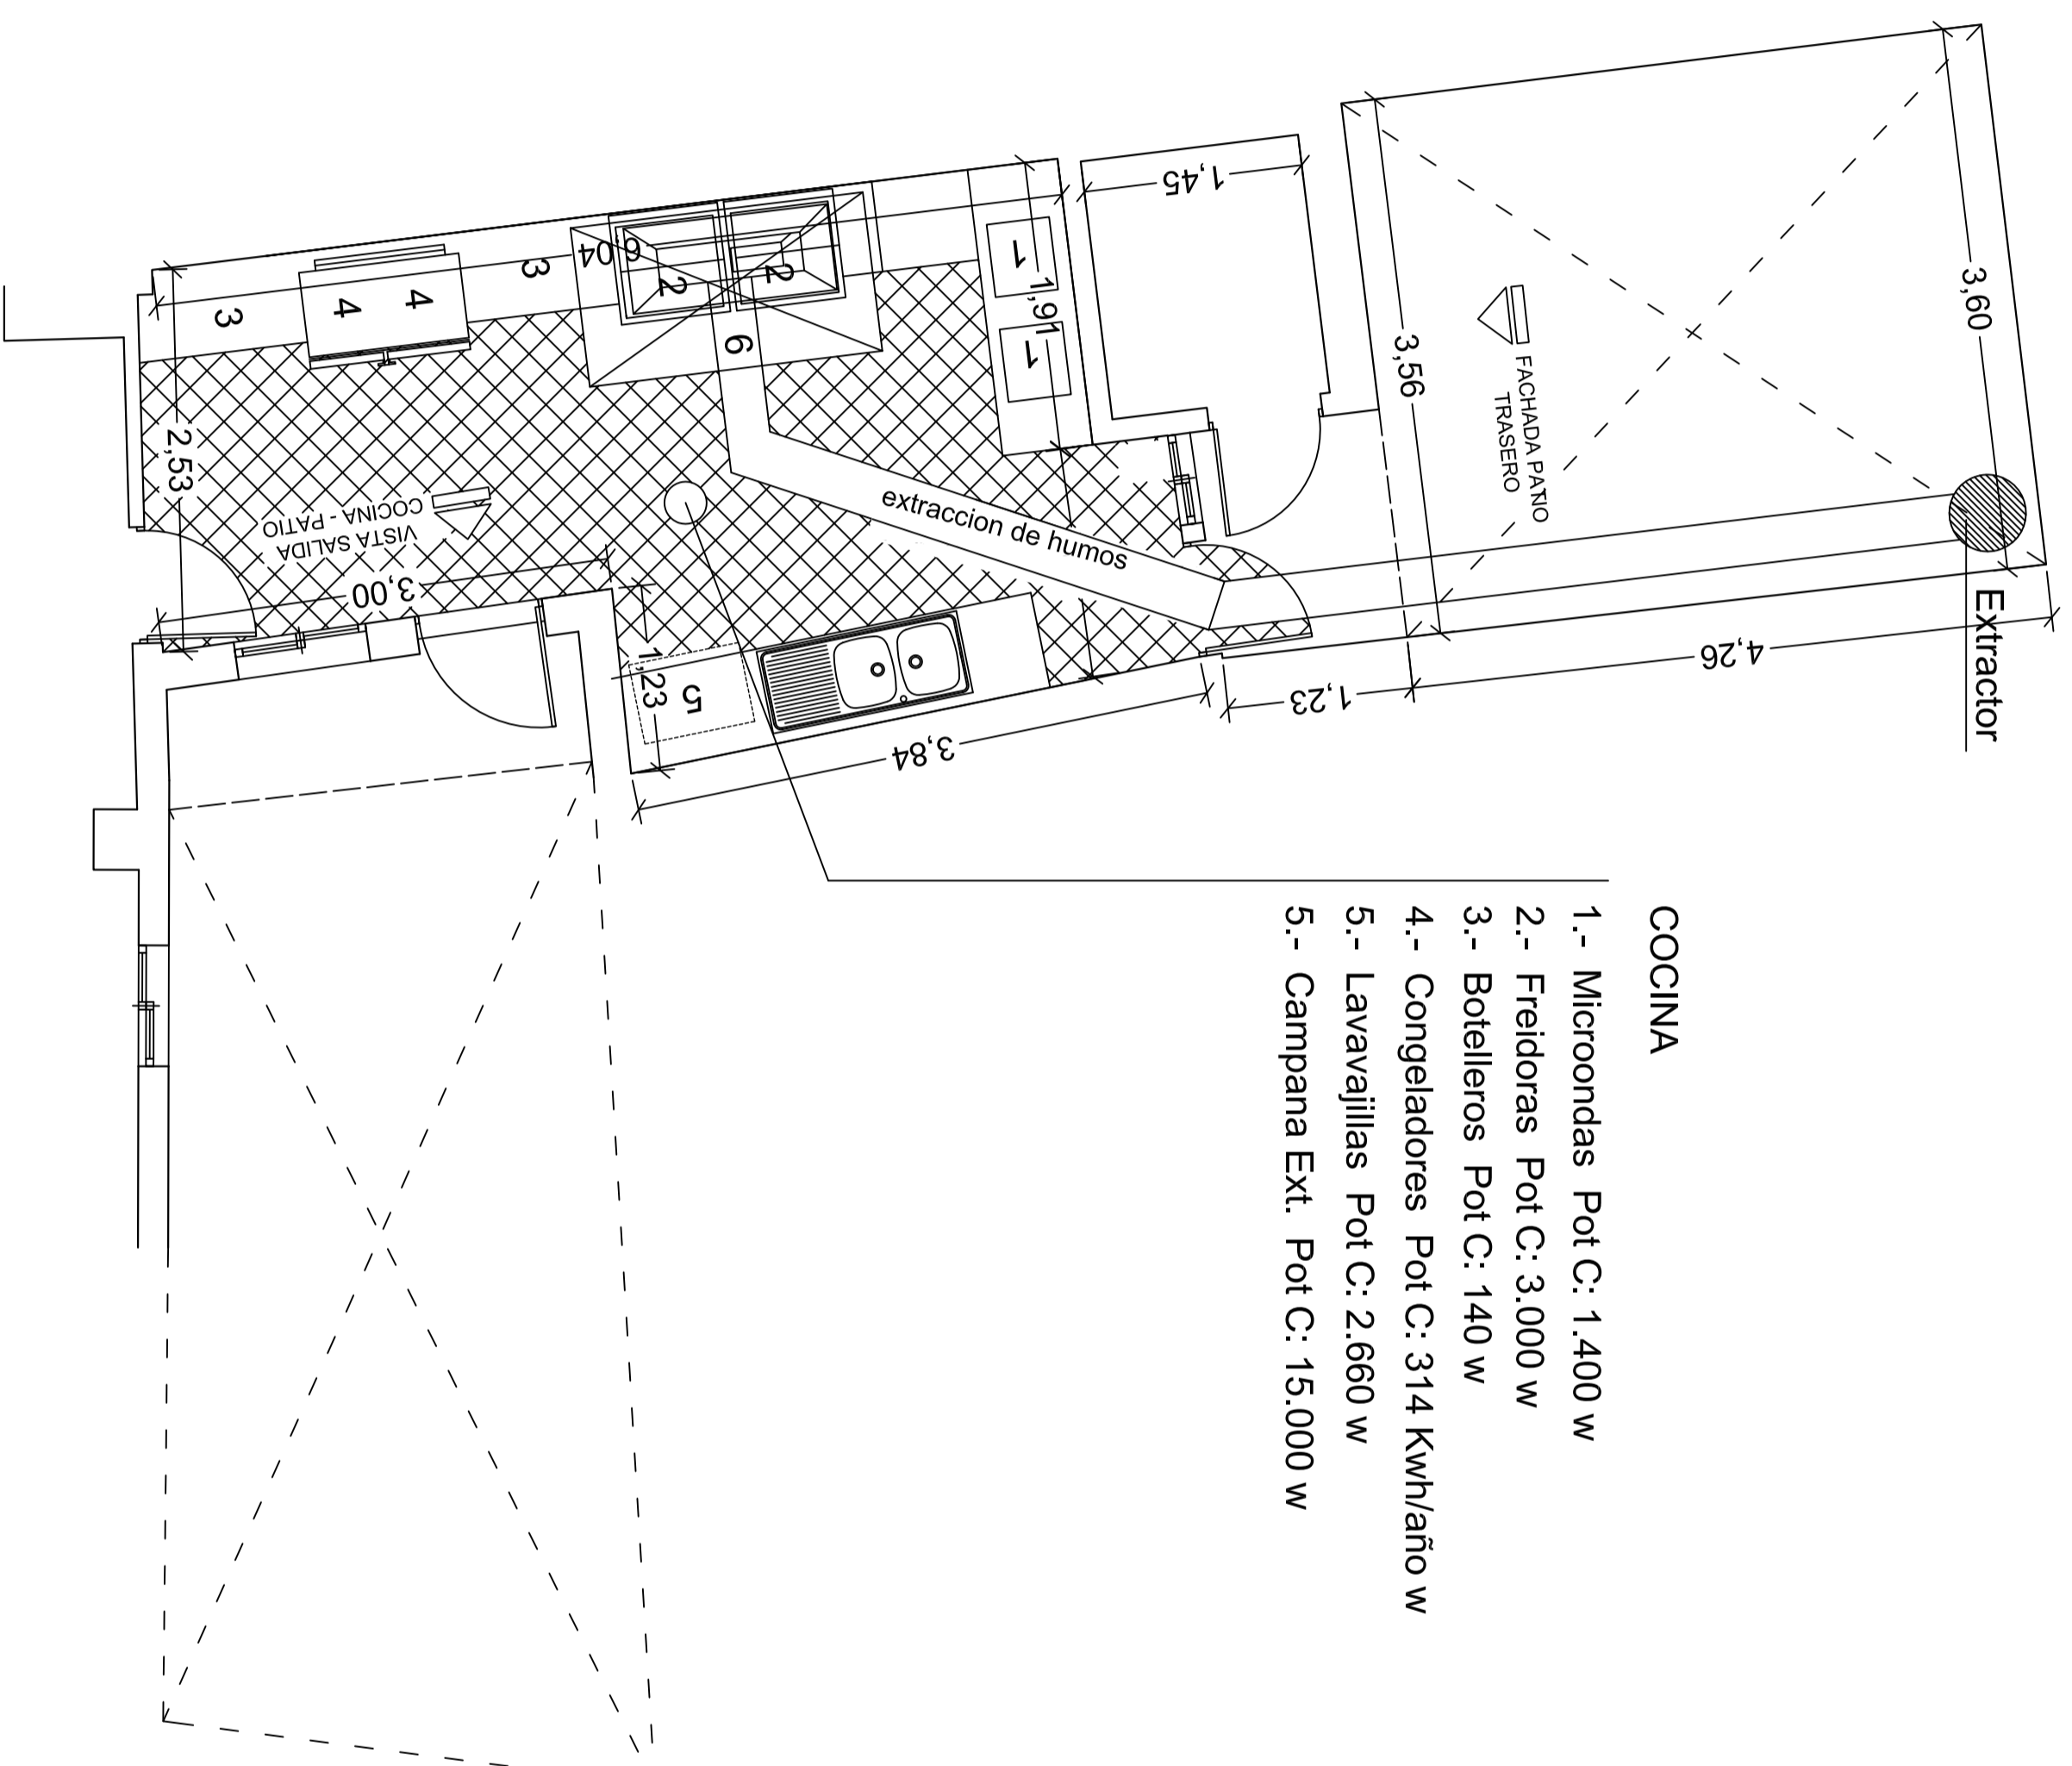 COCINA
1.- Microondas Pot C: 1.400 w
2.- Freidoras Pot C: 3.000 w
3.- Botelleros Pot C: 140 w
4.- Congeladores Pot C: 314 Kwh/año w
5.- Lavavajillas Pot C: 2.660 w
5.- Campana Ext. Pot C: 15.000 w
Extractor
3,60
FACHADA PATIO
TRASERO
3,56
4,26
1,23
1,45
1,91
1
1
extraccion de humos
6,04
2
2
6
3
4
4
3
2,53
VISTA SALIDA
COCINA - PATIO
3,00
1,23
5
3,84